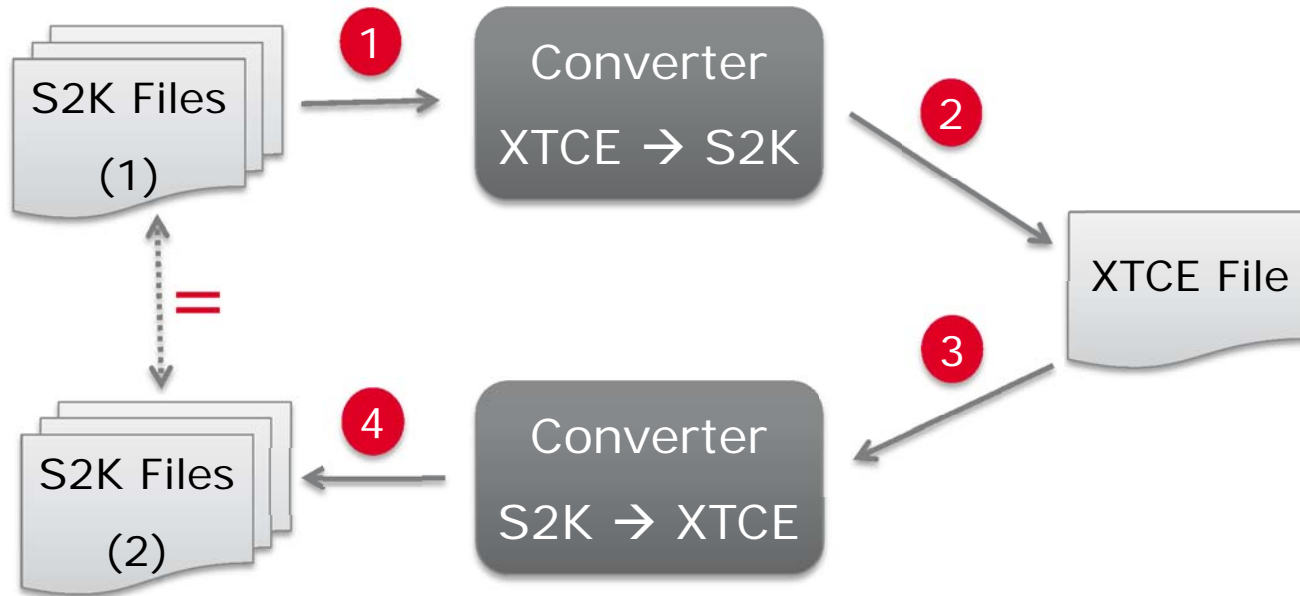 1
S2K Files
(1)
Converter
XTCE → S2K
2
XTCE File
=
3
4
S2K Files
(2)
Converter
S2K → XTCE